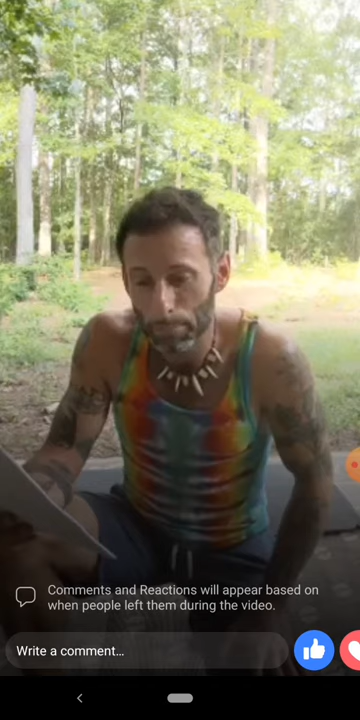 Comments and Reactions will appear based on
when people left them during the video.
Write a comment...